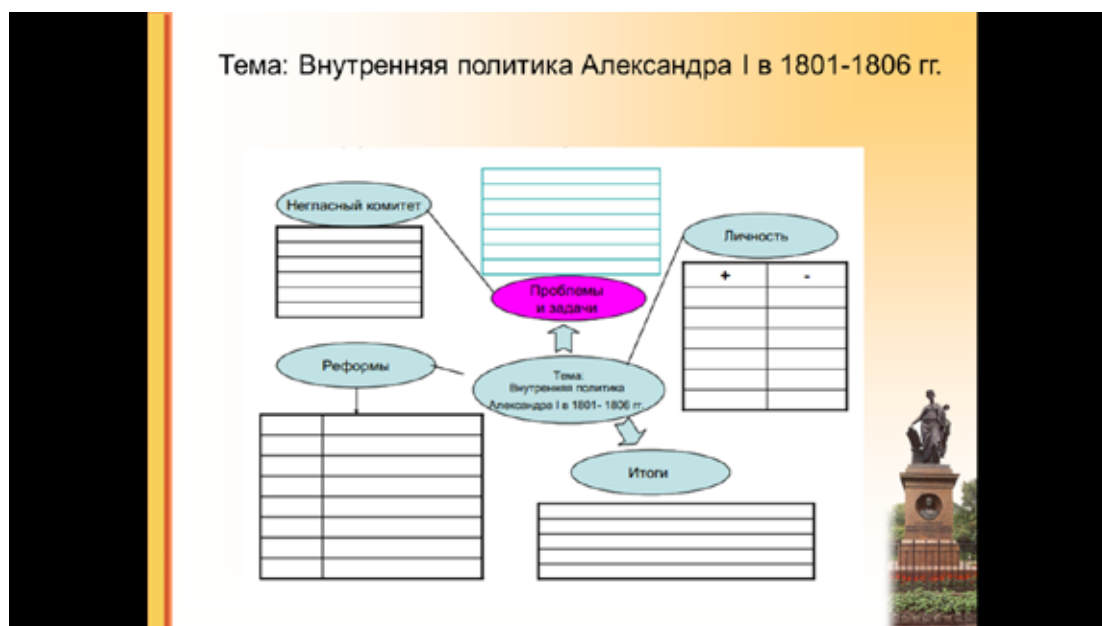 Тема: Внутренняя политика Александра I в 1801-1806 гг.
Негласный комитет
Личность
+ -
Проблемы
и задачи
Реформы
Тема:
Внутренняя политика
Александра I в 1801- 1806 гг.
Итоги